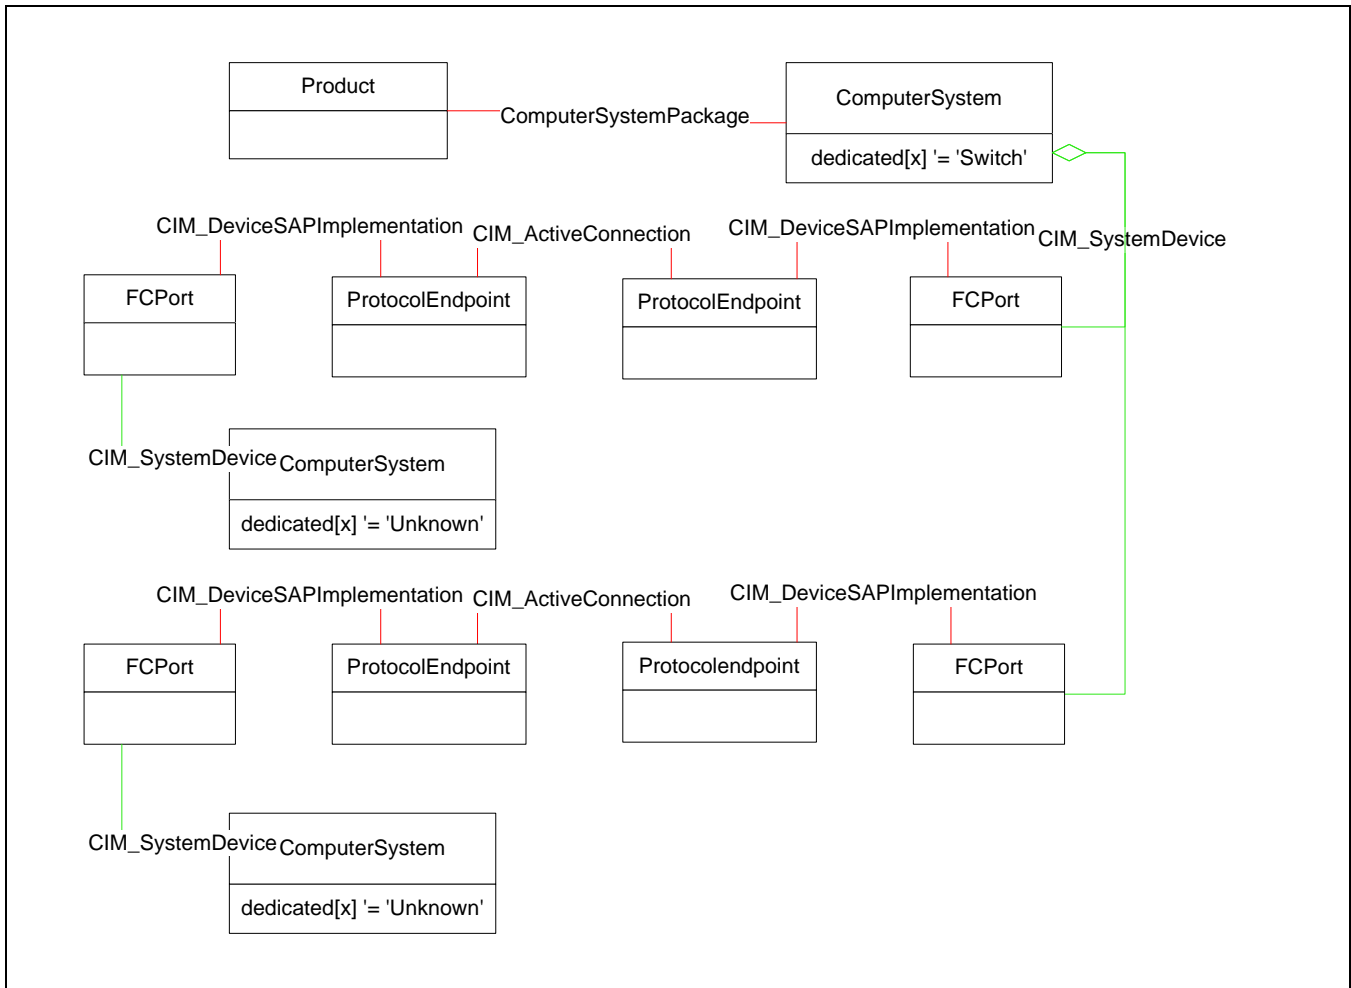 Product
ComputerSystem
ComputerSystemPackage
dedicated[x] '= 'Switch'
CIM_DeviceSAPImplementation
CIM_ActiveConnection
CIM_DeviceSAPImplementation
CIM_SystemDevice
FCPort
ProtocolEndpoint
ProtocolEndpoint
FCPort
CIM_SystemDevice
ComputerSystem
dedicated[x] '= 'Unknown'
CIM_DeviceSAPImplementation
CIM_ActiveConnection
CIM_DeviceSAPImplementation
FCPort
ProtocolEndpoint
Protocolendpoint
FCPort
CIM_SystemDevice
ComputerSystem
dedicated[x] '= 'Unknown'